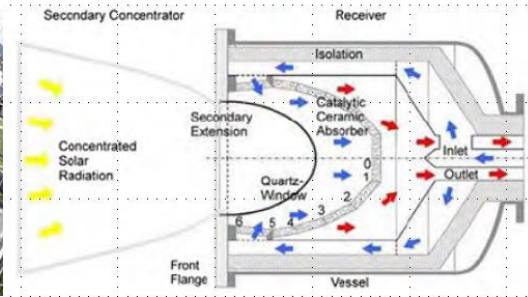 Secondary Concentrator
Receiver
Isolation
Secondary
Extension
Catalytic
Ceramic
Absorber
Concentrated
Solar
Radiation
Inlet
Outlet
Quartz-
Window
0
1
2
3
4
5
6
Front
Flange
Vessel